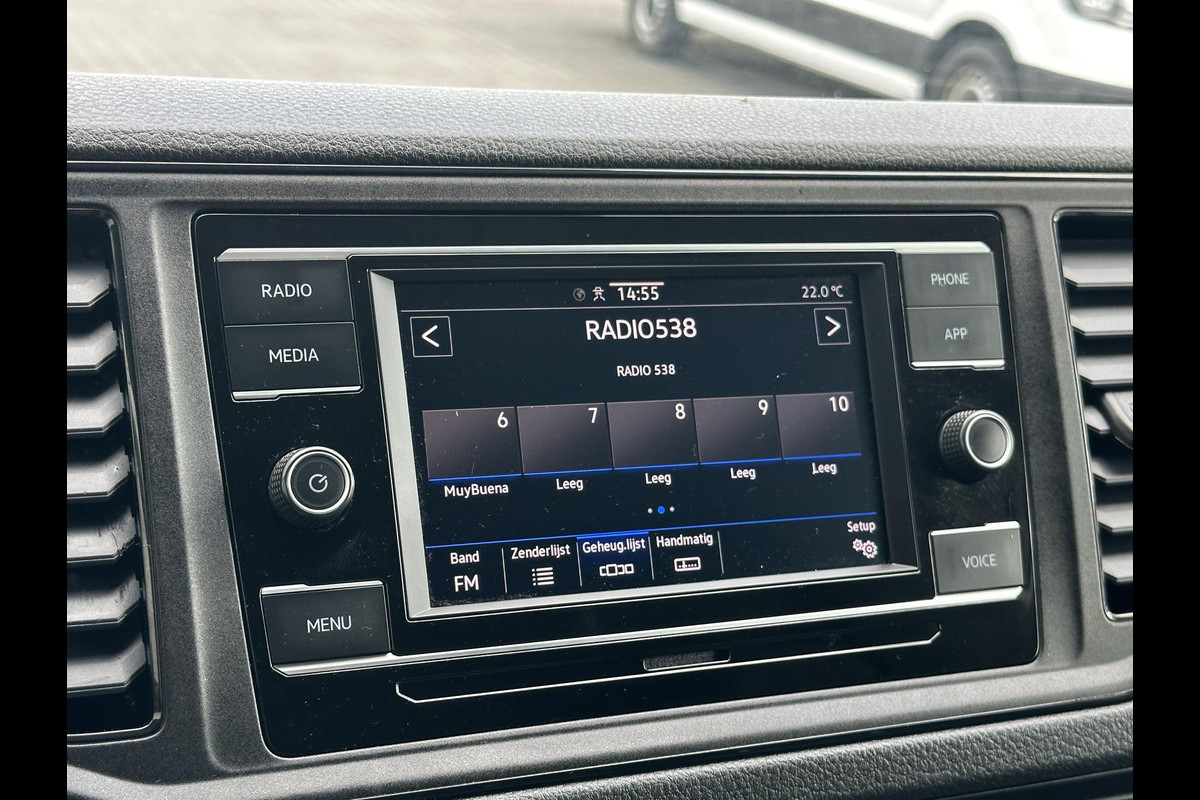 RADIO
MEDIA
MENU
14:55
22.0 °C
<
RADIO538
>
RADIO 538
6 7 8 9 10
MuyBuena Leeg Leeg Leeg Leeg
Setup
Band Zenderlijst Geheug.lijst Handmatig
FM
PHONE
APP
VOICE